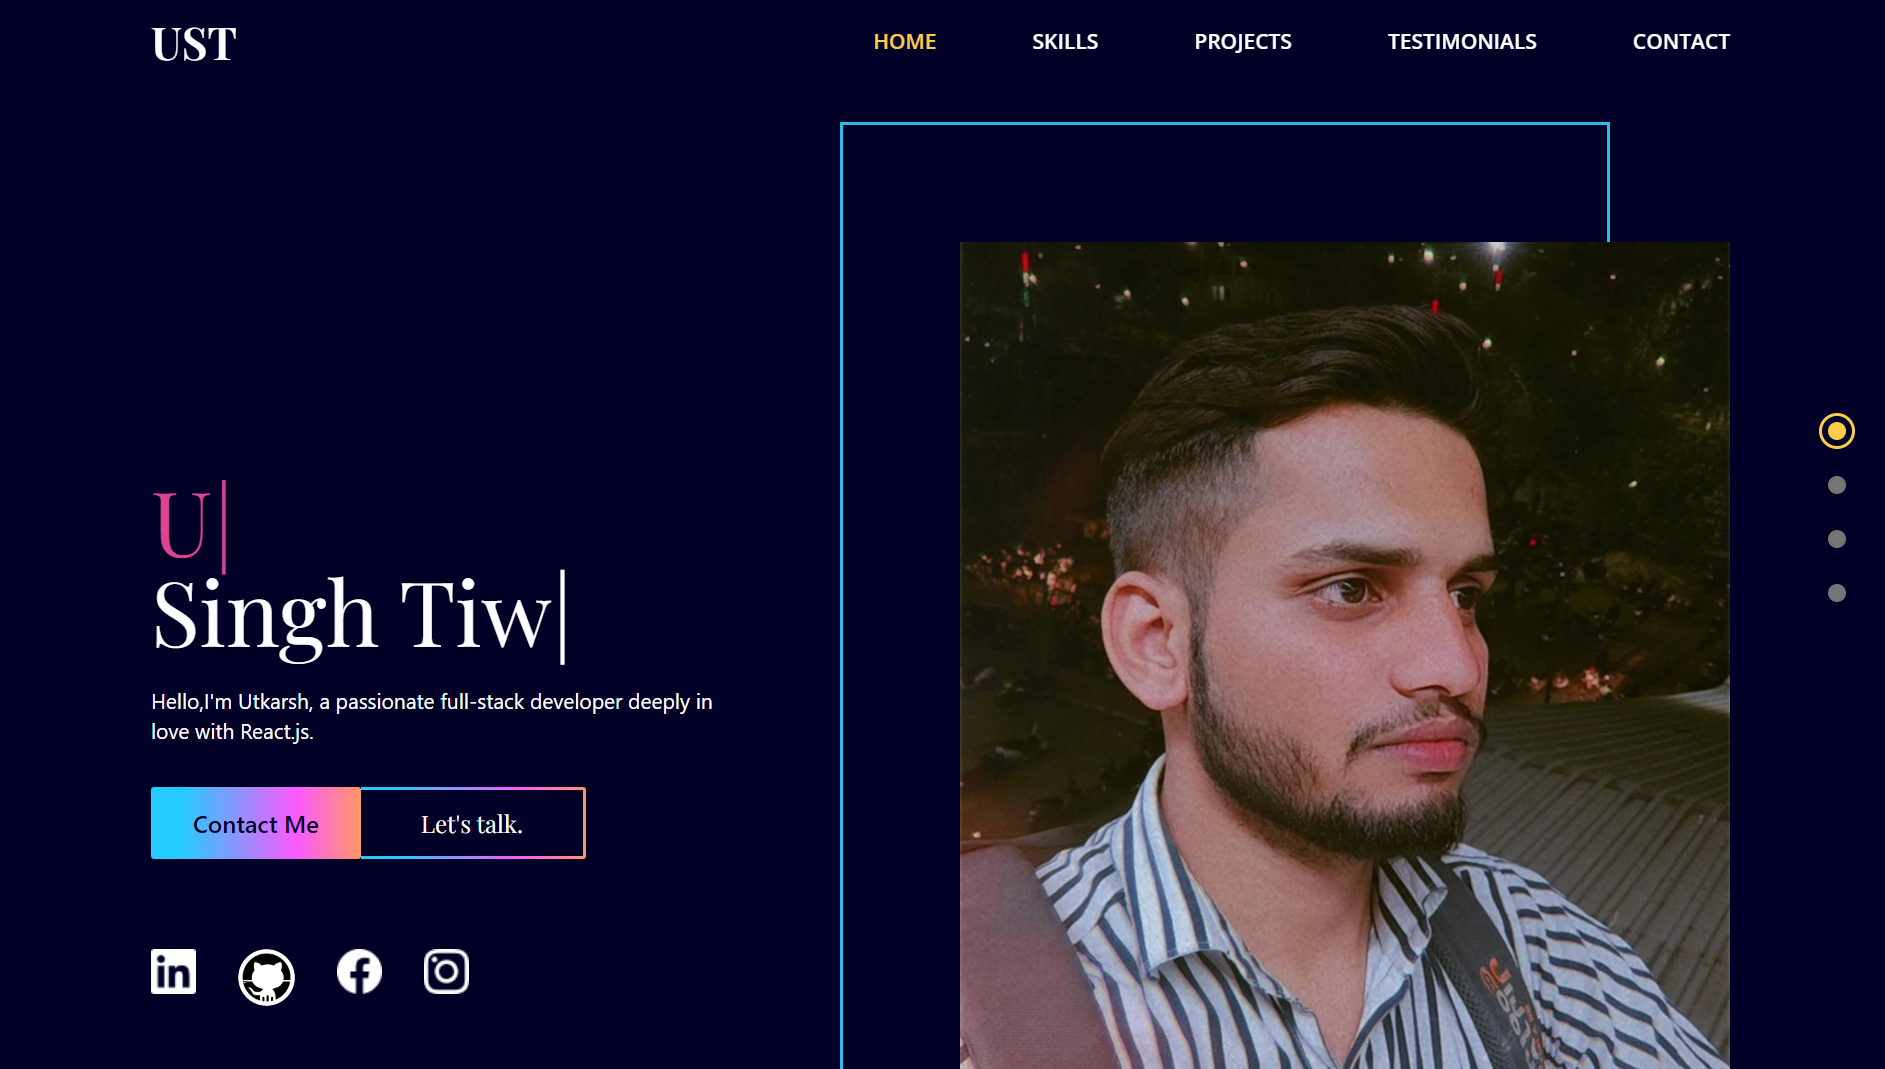 UST
HOME SKILLS PROJECTS TESTIMONIALS CONTACT
U|
Singh Tiw|
Hello,I'm Utkarsh, a passionate full-stack developer deeply in
love with React.js.
Contact Me
Let's talk.
in